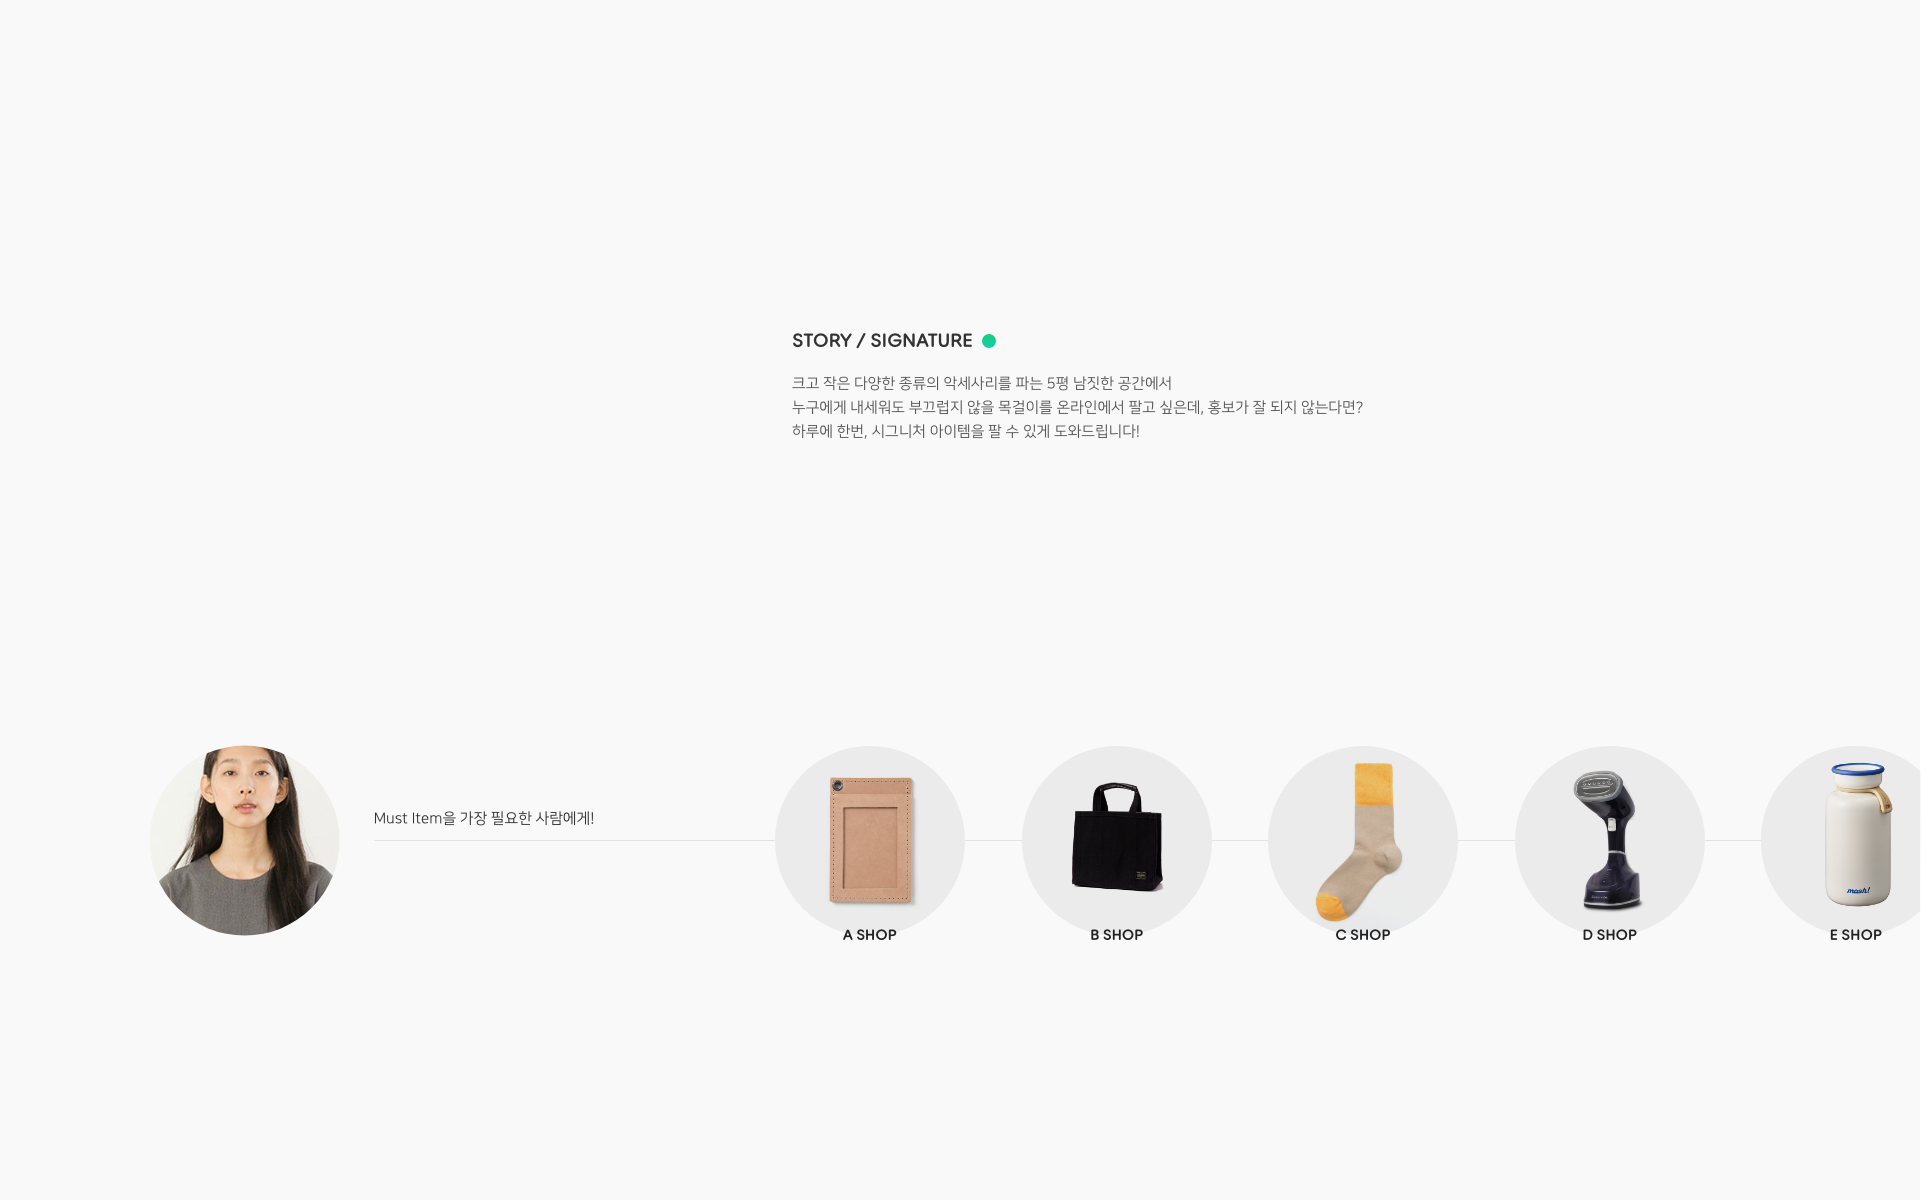 STORY / SIGNATURE
크고 작은 다양한 종류의 악세사리를 파는 5평 남짓한 공간에서
누구에게 내세워도 부끄럽지 않을 목걸이를 온라인에서 팔고 싶은데, 홍보가 잘 되지 않는다면?
하루에 한번, 시그니처 아이템을 팔 수 있게 도와드립니다!
Must Item을 가장 필요한 사람에게!
mosh!
A SHOP
B SHOP
C SHOP
D SHOP
E SHOP